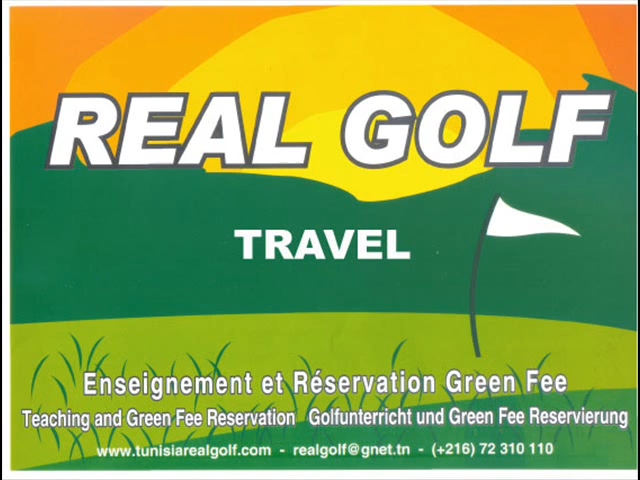 REAL GOLF
TRAVEL
Enseignement et Réservation Green Fee
Teaching and Green Fee Reservation Golfunterricht und Green Fee Reservierung
www.tunisiarealgolf.com - realgolf@gnet.tn - (+216) 72 310 110